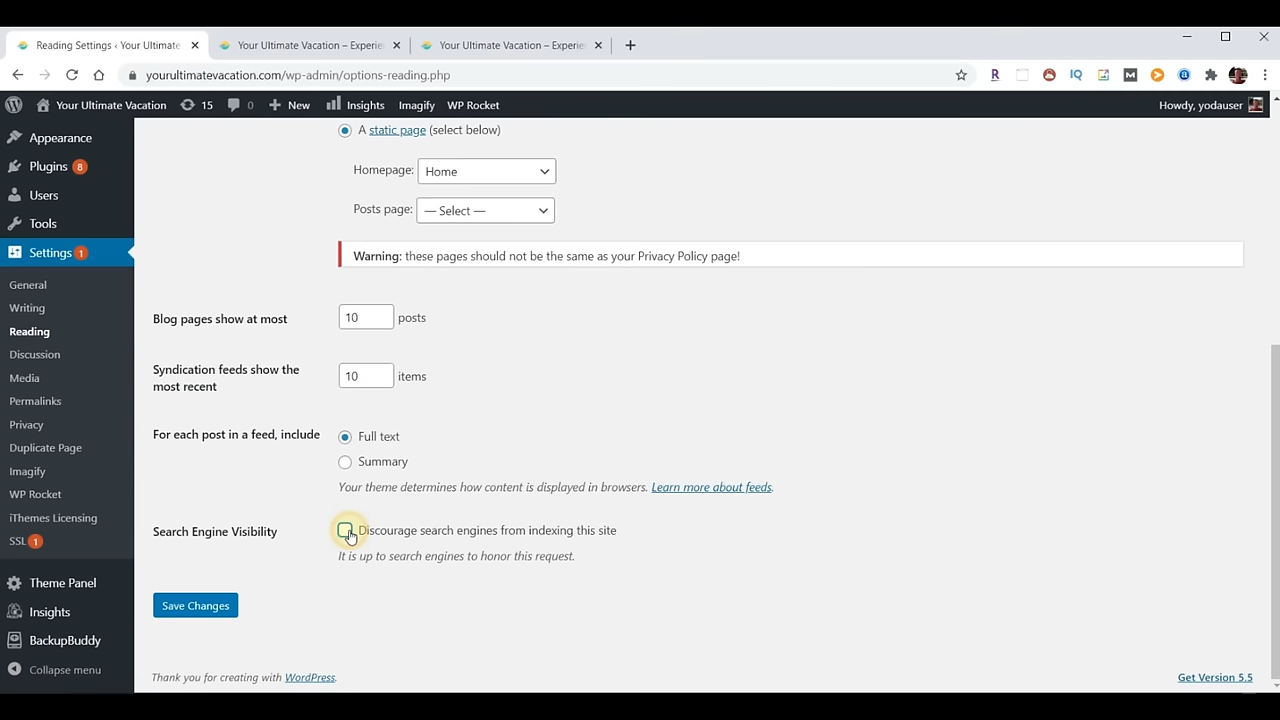 Reading Settings ‹ Your Ultimate
Your Ultimate Vacation – Experie
Your Ultimate Vacation – Experie
yourultimatevacation.com/wp-admin/options-reading.php
Your Ultimate Vacation 15 0 New Insights Imagify WP Rocket Howdy, yodauser
Appearance
Plugins 8
Users
Tools
Settings 1
General
Writing
Reading
Discussion
Media
Permalinks
Privacy
Duplicate Page
Imagify
WP Rocket
iThemes Licensing
SSL 1
Theme Panel
Insights
BackupBuddy
Collapse menu
A static page (select below)
Homepage: Home
Posts page: — Select —
Warning: these pages should not be the same as your Privacy Policy page!
Blog pages show at most 10 posts
Syndication feeds show the
most recent
10 items
For each post in a feed, include
Full text
Summary
Your theme determines how content is displayed in browsers. Learn more about feeds.
Search Engine Visibility
Discourage search engines from indexing this site
It is up to search engines to honor this request.
Save Changes
Thank you for creating with WordPress.
Get Version 5.5